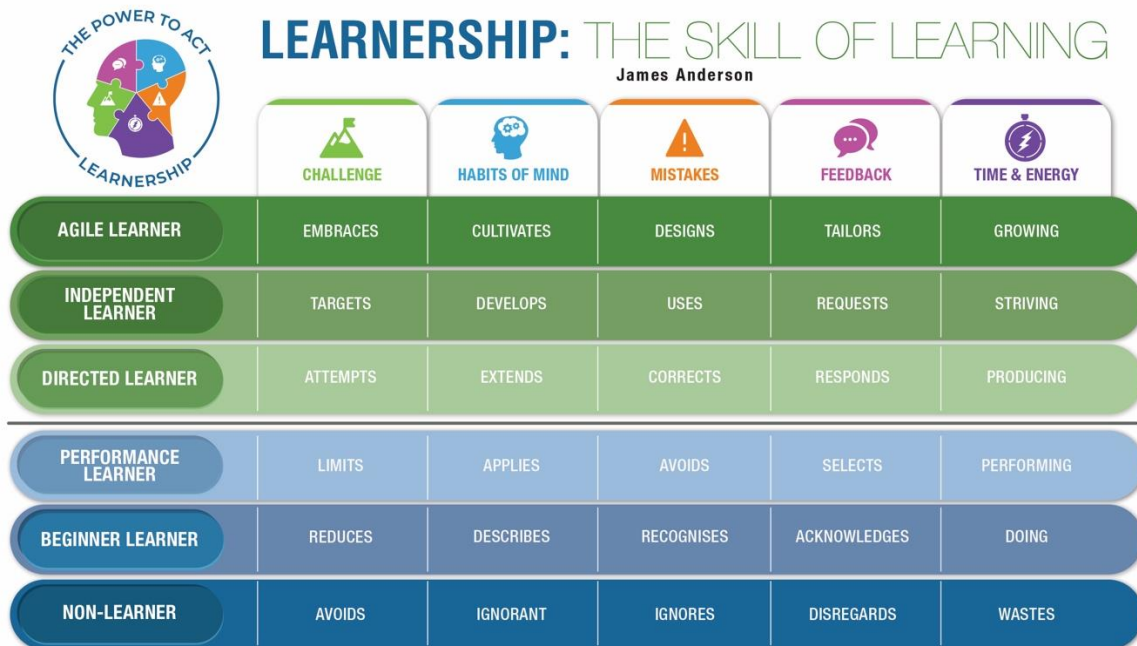 THE POWER TO ACT
LEARNERSHIP
LEARNERSHIP: THE SKILL OF LEARNING
James Anderson
CHALLENGE
HABITS OF MIND
MISTAKES
FEEDBACK
TIME & ENERGY
AGILE LEARNER
EMBRACES
CULTIVATES
DESIGNS
TAILORS
GROWING
INDEPENDENT
LEARNER
TARGETS
DEVELOPS
USES
REQUESTS
STRIVING
DIRECTED LEARNER
ATTEMPTS
EXTENDS
CORRECTS
RESPONDS
PRODUCING
PERFORMANCE
LEARNER
LIMITS
APPLIES
AVOIDS
SELECTS
PERFORMING
BEGINNER LEARNER
REDUCES
DESCRIBES
RECOGNISES
ACKNOWLEDGES
DOING
NON-LEARNER
AVOIDS
IGNORANT
IGNORES
DISREGARDS
WASTES